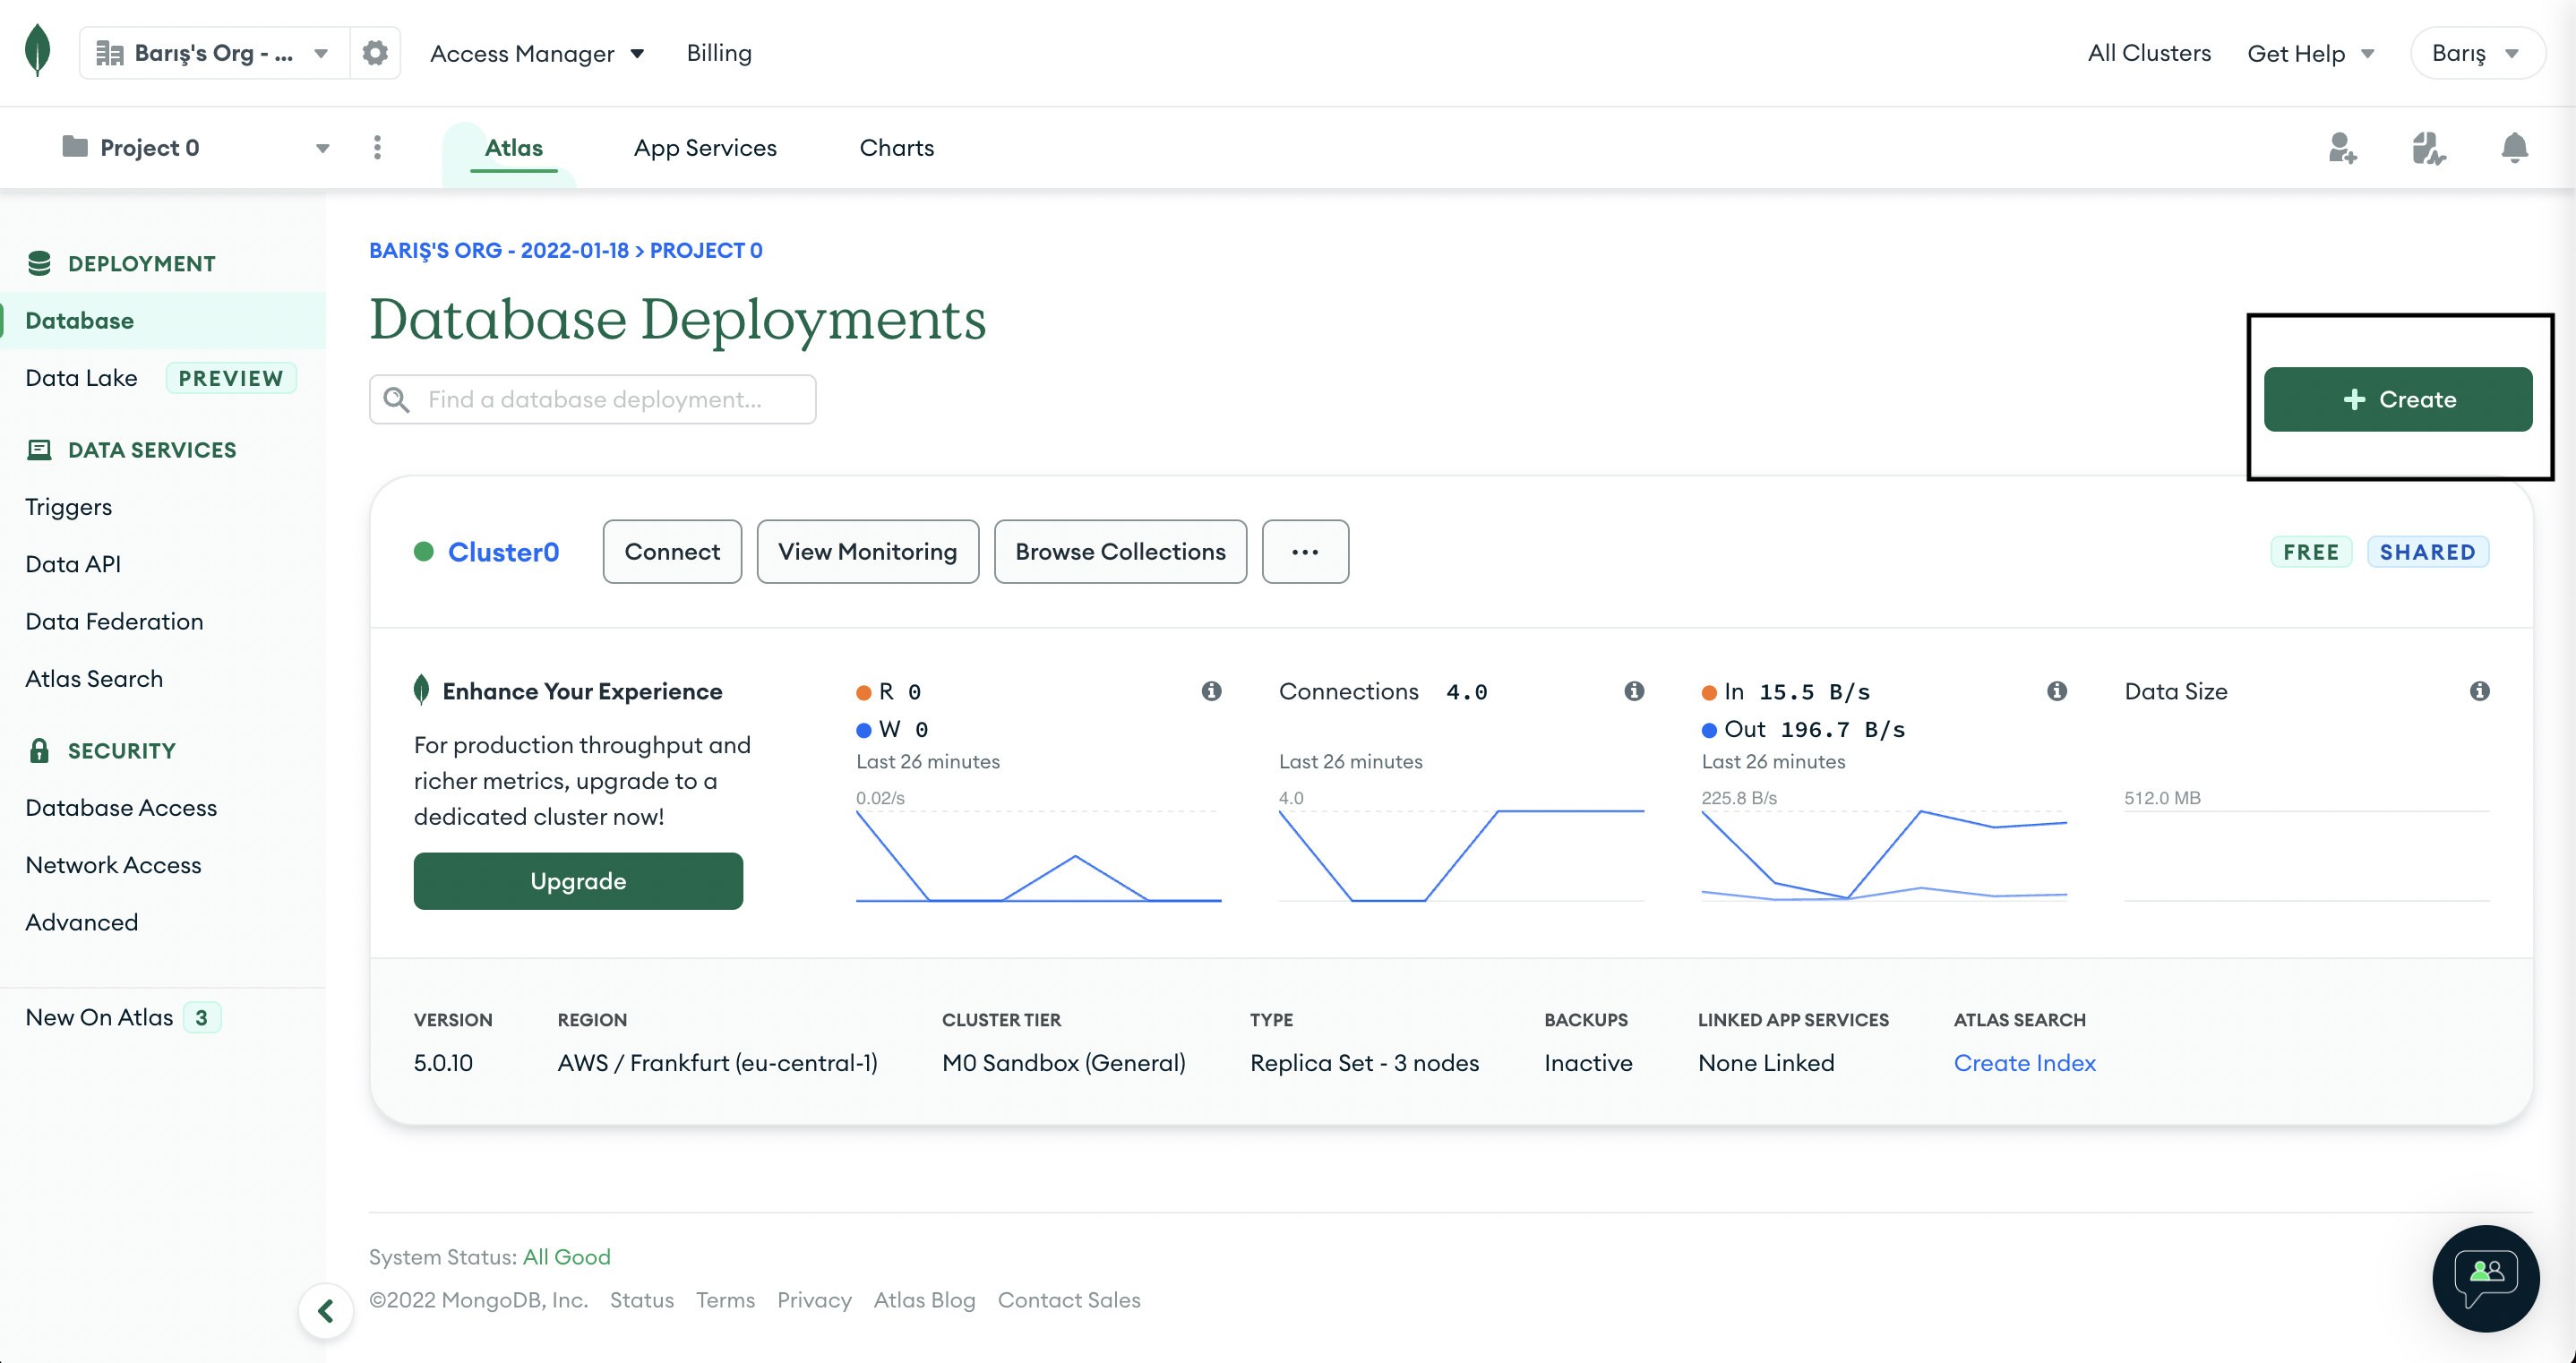 Barış's Org - ...
Access Manager
Billing
All Clusters
Get Help
Barış
Project 0
Atlas
App Services
Charts
DEPLOYMENT
Database
Data Lake PREVIEW
DATA SERVICES
Triggers
Data API
Data Federation
Atlas Search
SECURITY
Database Access
Network Access
Advanced
New On Atlas 3
BARIŞ'S ORG - 2022-01-18 > PROJECT 0
Database Deployments
Find a database deployment...
+ Create
Cluster0
Connect
View Monitoring
Browse Collections
...
FREE
SHARED
Enhance Your Experience
For production throughput and
richer metrics, upgrade to a
dedicated cluster now!
Upgrade
R 0
W 0
Last 26 minutes
0.02/s
Connections 4.0
Last 26 minutes
4.0
In 15.5 B/s
Out 196.7 B/s
Last 26 minutes
225.8 B/s
Data Size
512.0 MB
VERSION
5.0.10
REGION
AWS / Frankfurt (eu-central-1)
CLUSTER TIER
M0 Sandbox (General)
TYPE
Replica Set - 3 nodes
BACKUPS
Inactive
LINKED APP SERVICES
None Linked
ATLAS SEARCH
Create Index
System Status: All Good
©2022 MongoDB, Inc. Status Terms Privacy Atlas Blog Contact Sales